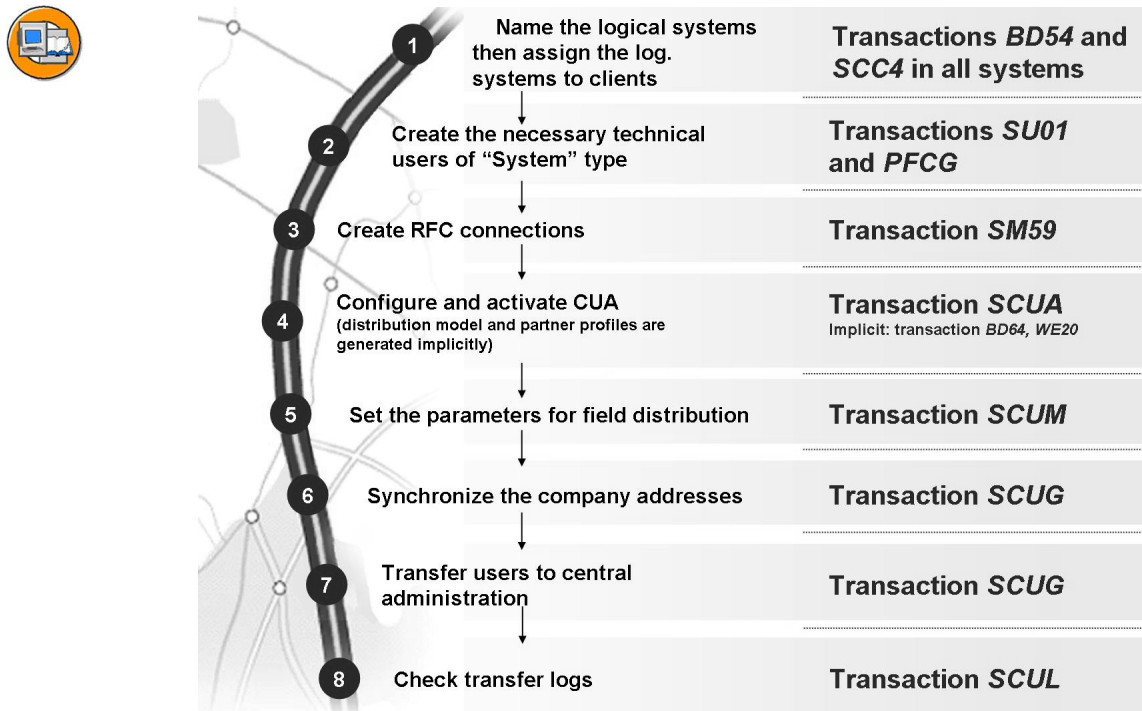 1
Name the logical systems
then assign the log.
systems to clients
Transactions BD54 and
SCC4 in all systems
2
Create the necessary technical
users of “System” type
Transactions SU01
and PFCG
3
Create RFC connections
Transaction SM59
4
Configure and activate CUA
(distribution model and partner profiles are
generated implicitly)
Transaction SCUA
Implicit: transaction BD64, WE20
5
Set the parameters for field distribution
Transaction SCUM
6
Synchronize the company addresses
Transaction SCUG
7
Transfer users to central
administration
Transaction SCUG
8
Check transfer logs
Transaction SCUL